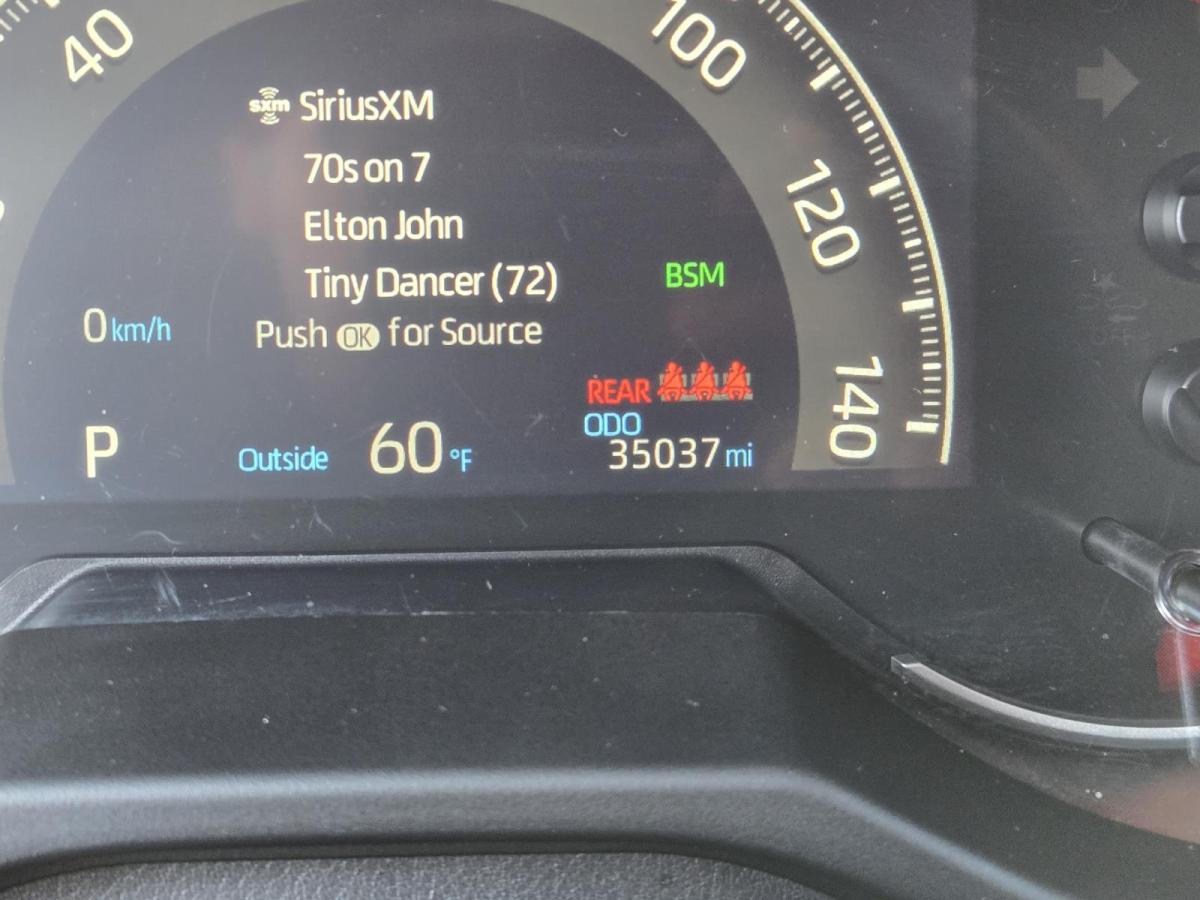 40
100
120
140
sxm SiriusXM
70s on 7
Elton John
Tiny Dancer (72)
BSM
0 km/h
Push OK for Source
REAR
ODO
P
Outside 60 °F
35037 mi